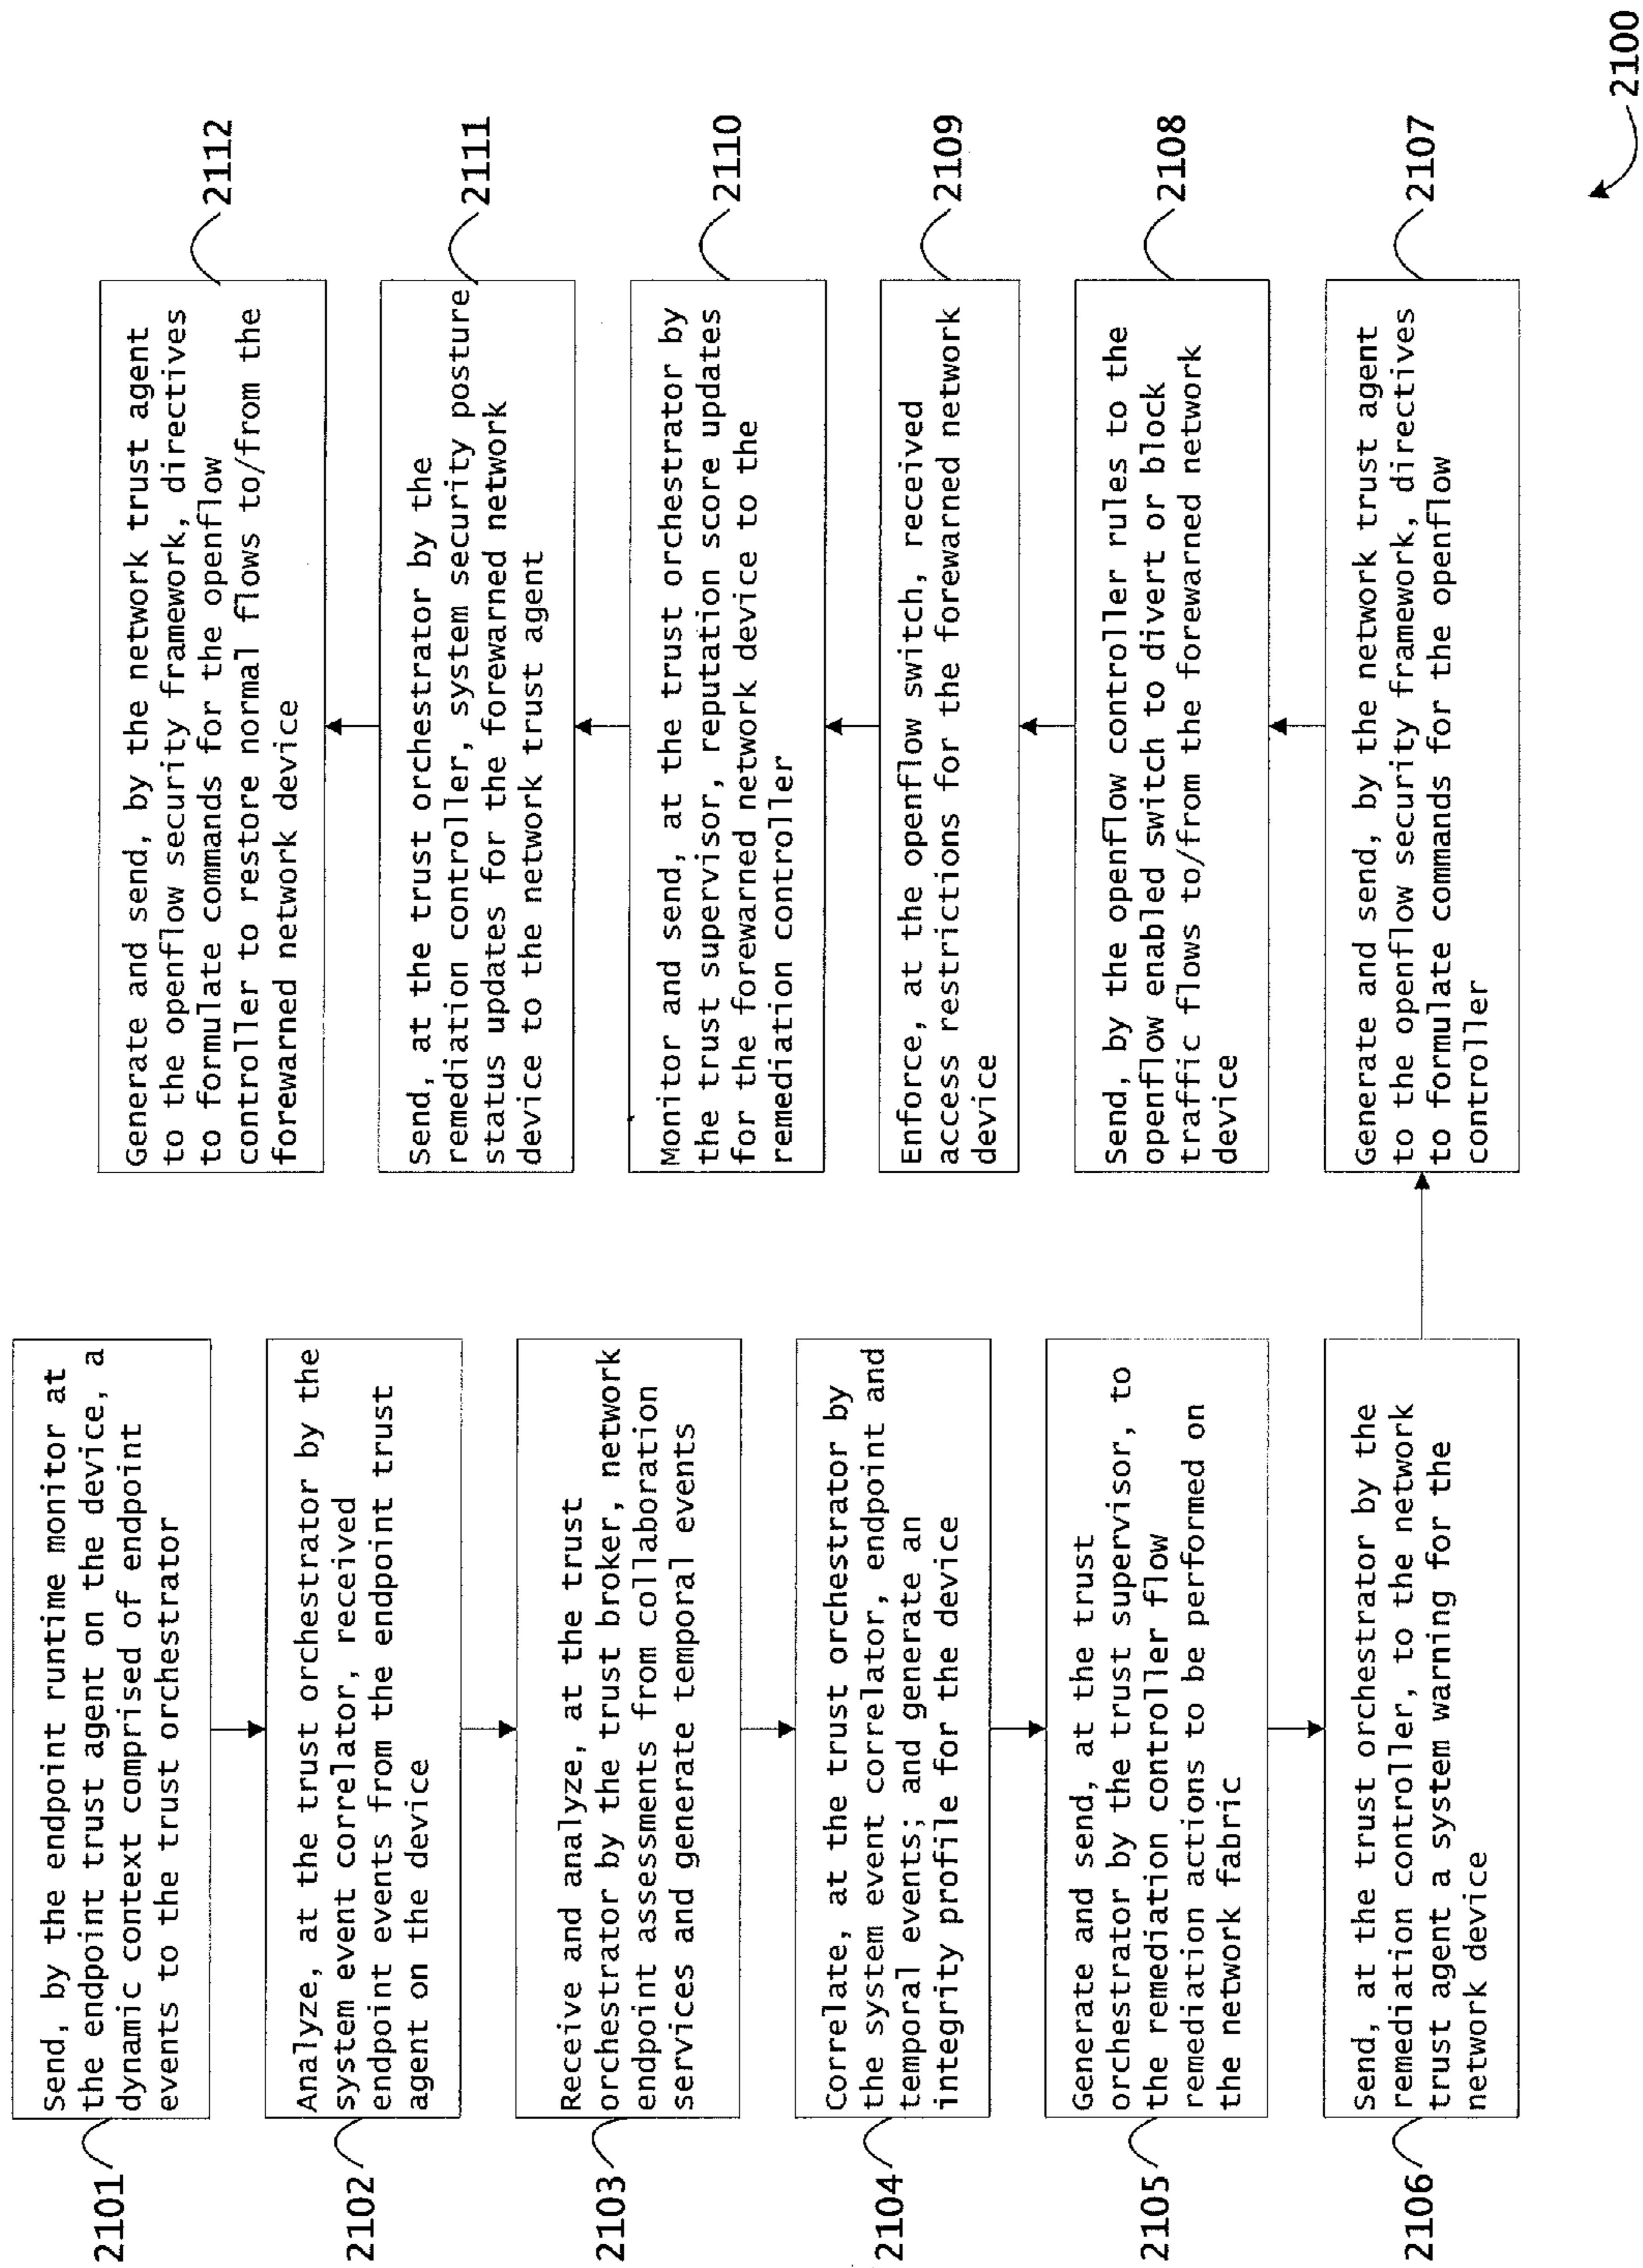 2101
Send, by the endpoint runtime monitor at
the endpoint trust agent on the device, a
dynamic context comprised of endpoint
events to the trust orchestrator
2102
Analyze, at the trust orchestrator by the
system event correlator, received
endpoint events from the endpoint trust
agent on the device
2103
Receive and analyze, at the trust
orchestrator by the trust broker, network
endpoint assessments from collaboration
services and generate temporal events
2104
Correlate, at the trust orchestrator by
the system event correlator, endpoint and
temporal events; and generate an
integrity profile for the device
2105
Generate and send, at the trust
orchestrator by the trust supervisor, to
the remediation controller flow
remediation actions to be performed on
the network fabric
2106
Send, at the trust orchestrator by the
remediation controller, to the network
trust agent a system warning for the
network device
2107
Generate and send, by the network trust agent
to the openflow security framework, directives
to formulate commands for the openflow
controller
2108
Send, by the openflow controller rules to the
openflow enabled switch to divert or block
traffic flows to/from the forewarned network
device
2109
Enforce, at the openflow switch, received
access restrictions for the forewarned network
device
2110
Monitor and send, at the trust orchestrator by
the trust supervisor, reputation score updates
for the forewarned network device to the
remediation controller
2111
Send, at the trust orchestrator by the
remediation controller, system security posture
status updates for the forewarned network
device to the network trust agent
2112
Generate and send, by the network trust agent
to the openflow security framework, directives
to formulate commands for the openflow
controller to restore normal flows to/from the
forewarned network device
2100